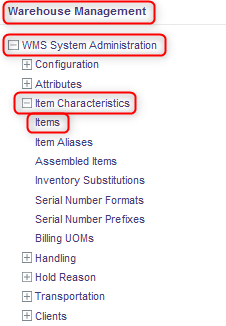 Warehouse Management
WMS System Administration
Configuration
Attributes
Item Characteristics
Items
Item Aliases
Assembled Items
Inventory Substitutions
Serial Number Formats
Serial Number Prefixes
Billing UOMs
Handling
Hold Reason
Transportation
Clients